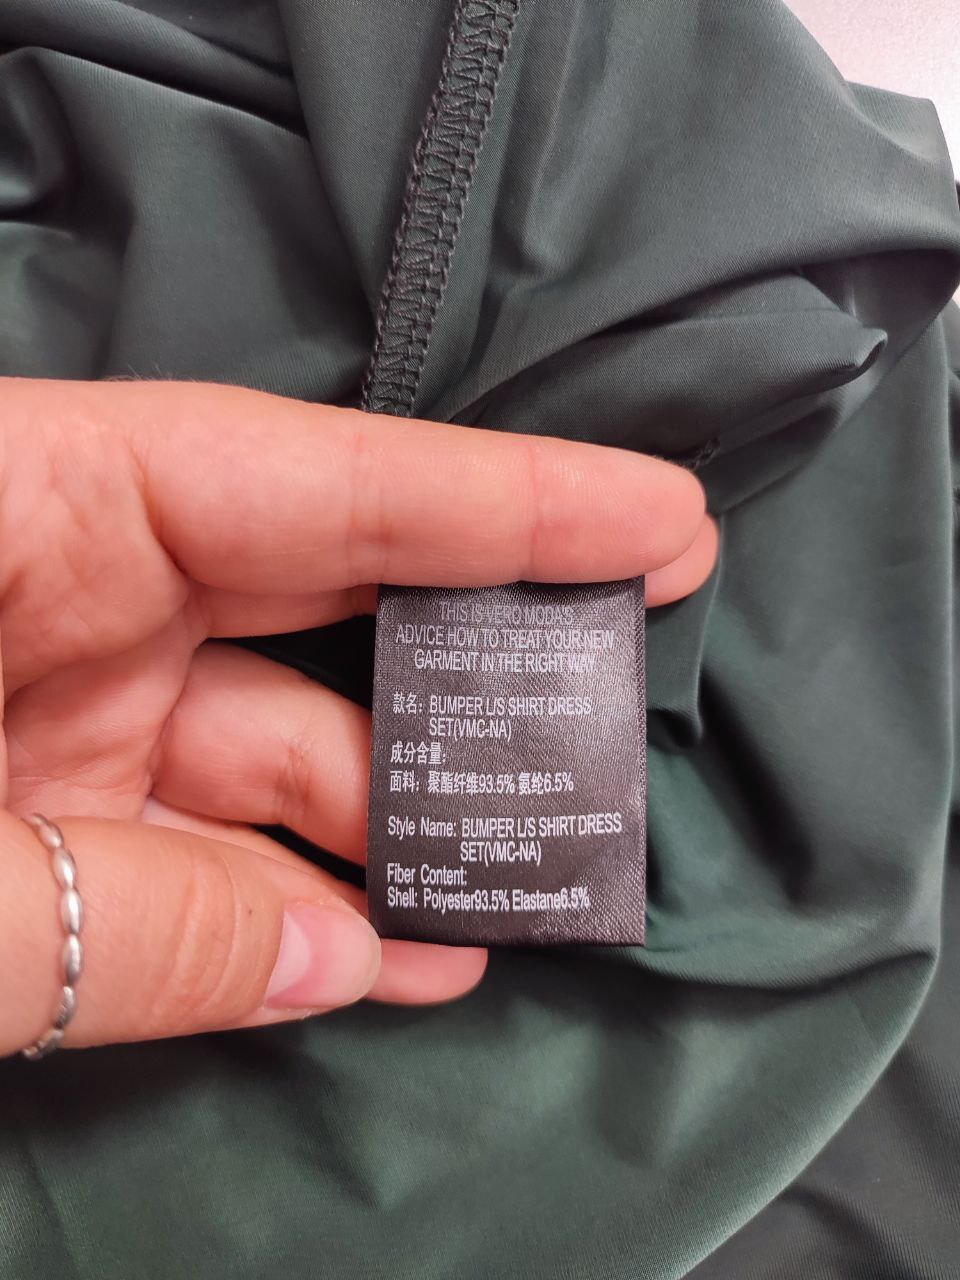 THIS IS VERO MODA'S
ADVICE HOW TO TREAT YOUR NEW
GARMENT IN THE RIGHT WAY
款名: BUMPER L/S SHIRT DRESS
SET(VMC-NA)
成分含量:
面料: 聚酯纤维93.5% 氨纶6.5%
Style Name: BUMPER L/S SHIRT DRESS
SET(VMC-NA)
Fiber Content:
Shell: Polyester93.5% Elastane6.5%